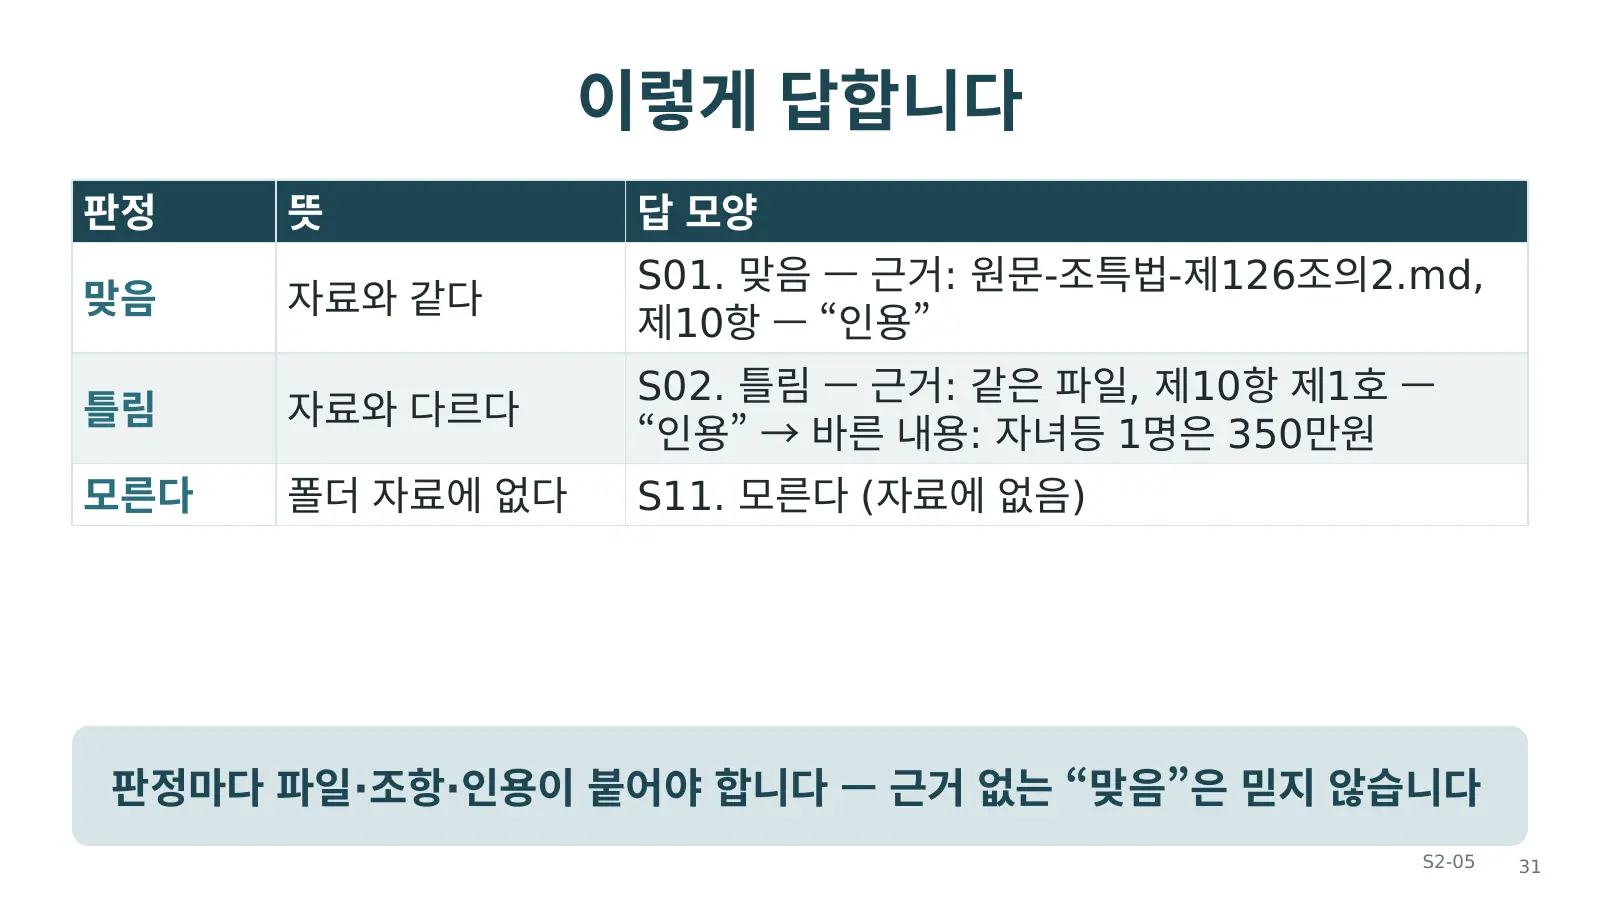 이렇게 답합니다
판정 뜻 답 모양
맞음 자료와 같다 S01. 맞음 — 근거: 원문-조특법-제126조의2.md,
제10항 — “인용”
틀림 자료와 다르다 S02. 틀림 — 근거: 같은 파일, 제10항 제1호 —
“인용” → 바른 내용: 자녀등 1명은 350만원
모른다 폴더 자료에 없다 S11. 모른다 (자료에 없음)
판정마다 파일·조항·인용이 붙어야 합니다 — 근거 없는 “맞음”은 믿지 않습니다
S2-05 31